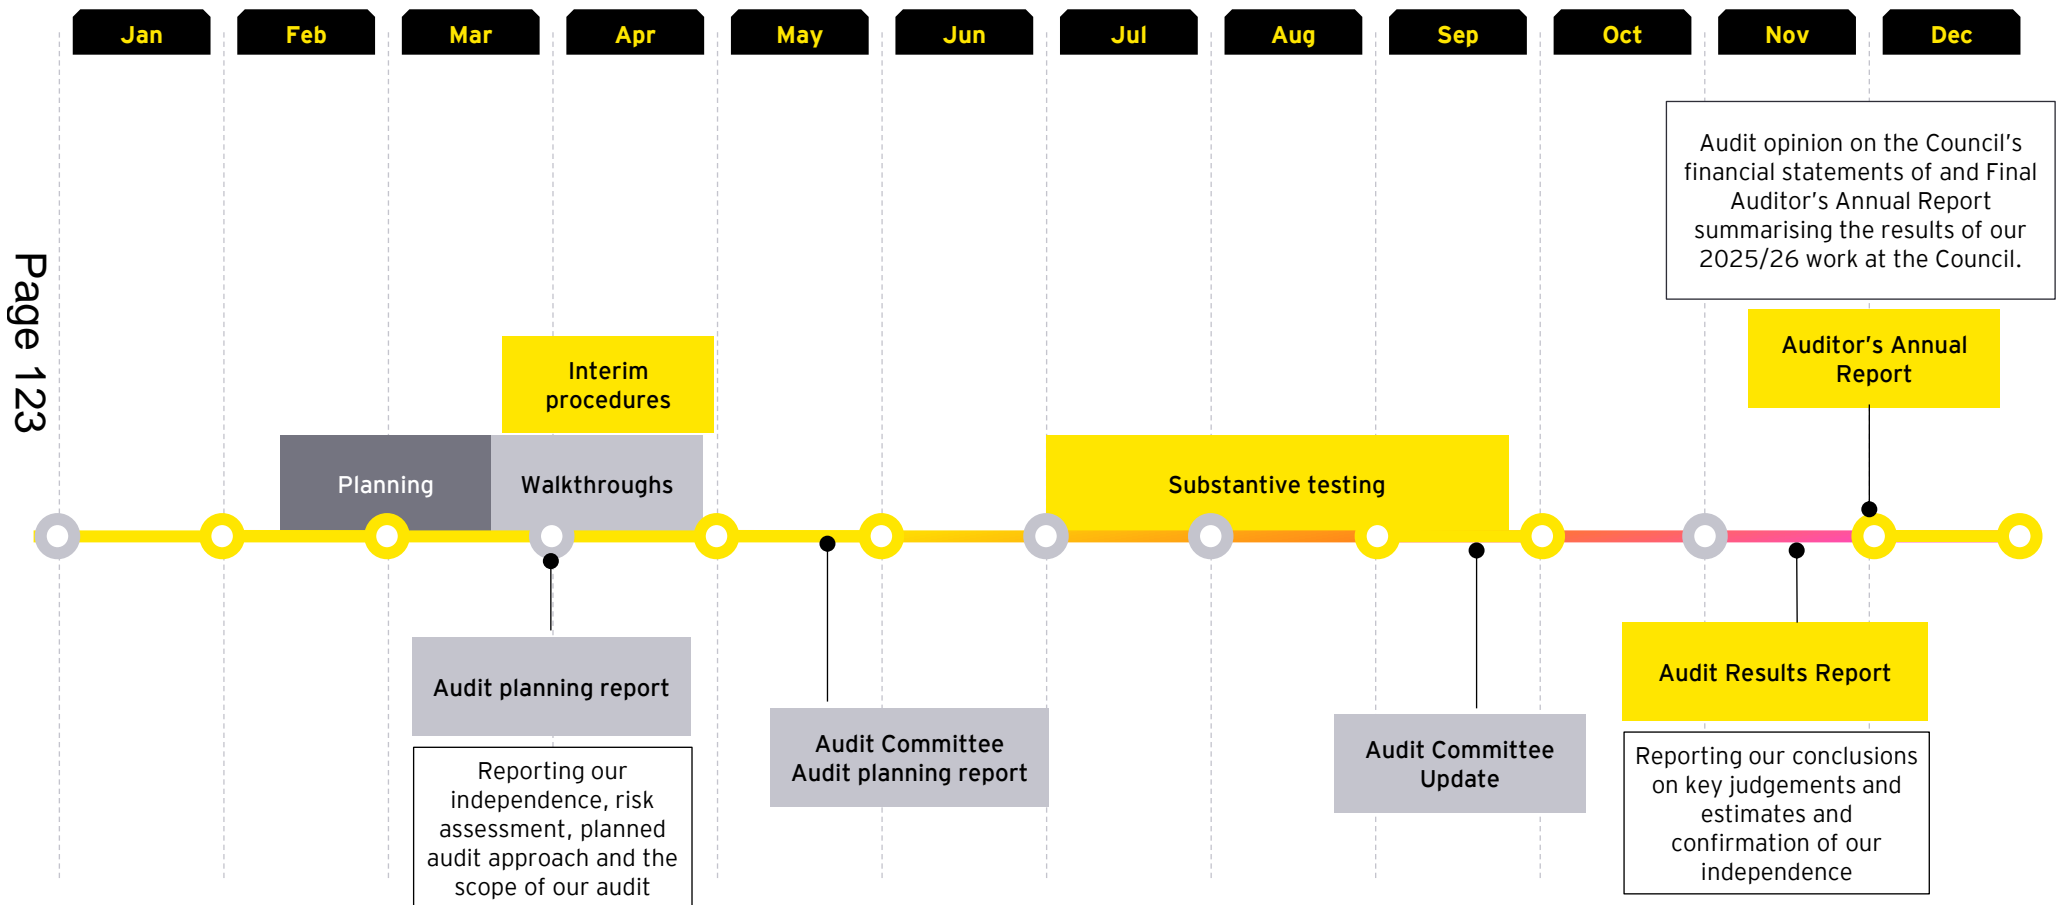 Jan
Feb
Mar
Apr
May
Jun
Jul
Aug
Sep
Oct
Nov
Dec
Audit opinion on the Council's
financial statements of and Final
Auditor's Annual Report
summarising the results of our
2025/26 work at the Council.
Page 123
Auditor's Annual
Report
Interim
procedures
Planning
Walkthroughs
Substantive testing
Audit planning report
Reporting our
independence, risk
assessment, planned
audit approach and the
scope of our audit
Audit Committee
Audit planning report
Audit Committee
Update
Audit Results Report
Reporting our conclusions
on key judgements and
estimates and
confirmation of our
independence